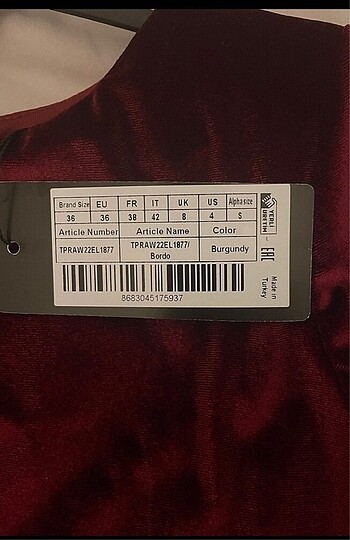 Brand Size EU FR IT UK US Alphasize
36 36 38 42 8 4 S
Article Number Article Name Color
TPRAW22EL1877 TPRAW22EL1877/ Burgundy
Bordo
8683045175937
YERLİ
ÜRETİM
EAC
Made in
Turkey